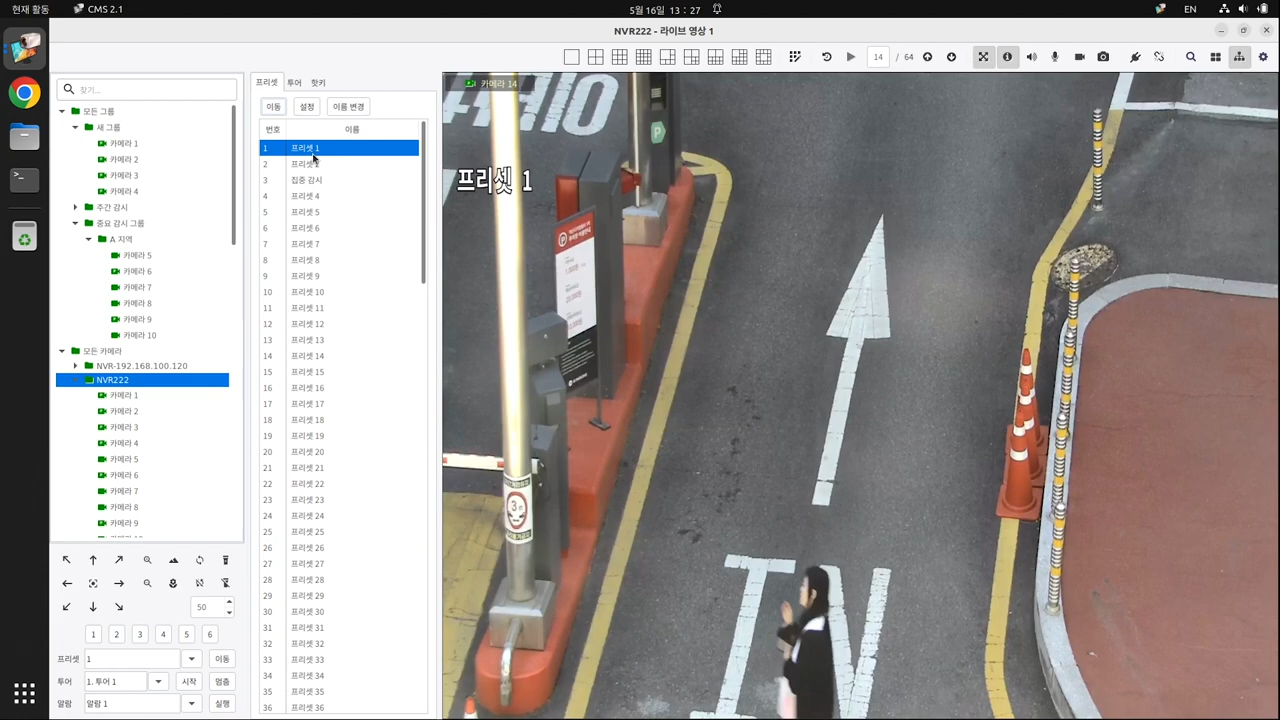 현재 활동
CMS 2.1
5월 16일 13 : 27
EN
NVR222 - 라이브 영상 1
14 / 64
찾기...
모든 그룹
새 그룹
카메라 1
카메라 2
카메라 3
카메라 4
주간 감시
중요 감시 그룹
A 지역
카메라 5
카메라 6
카메라 7
카메라 8
카메라 9
카메라 10
모든 카메라
NVR-192.168.100.120
NVR222
카메라 1
카메라 2
카메라 3
카메라 4
카메라 5
카메라 6
카메라 7
카메라 8
카메라 9
50
1 2 3 4 5 6
프리셋 1 이동
투어 1. 투어 1 시작 멈춤
알람 알람 1 실행
프리셋 투어 핫키
이동 설정 이름 변경
번호 이름
1 프리셋 1
2 프리셋 2
3 집중 감시
4 프리셋 4
5 프리셋 5
6 프리셋 6
7 프리셋 7
8 프리셋 8
9 프리셋 9
10 프리셋 10
11 프리셋 11
12 프리셋 12
13 프리셋 13
14 프리셋 14
15 프리셋 15
16 프리셋 16
17 프리셋 17
18 프리셋 18
19 프리셋 19
20 프리셋 20
21 프리셋 21
22 프리셋 22
23 프리셋 23
24 프리셋 24
25 프리셋 25
26 프리셋 26
27 프리셋 27
28 프리셋 28
29 프리셋 29
30 프리셋 30
31 프리셋 31
32 프리셋 32
33 프리셋 33
34 프리셋 34
35 프리셋 35
36 프리셋 36
카메라 14
프리셋 1
P
P
3
IN